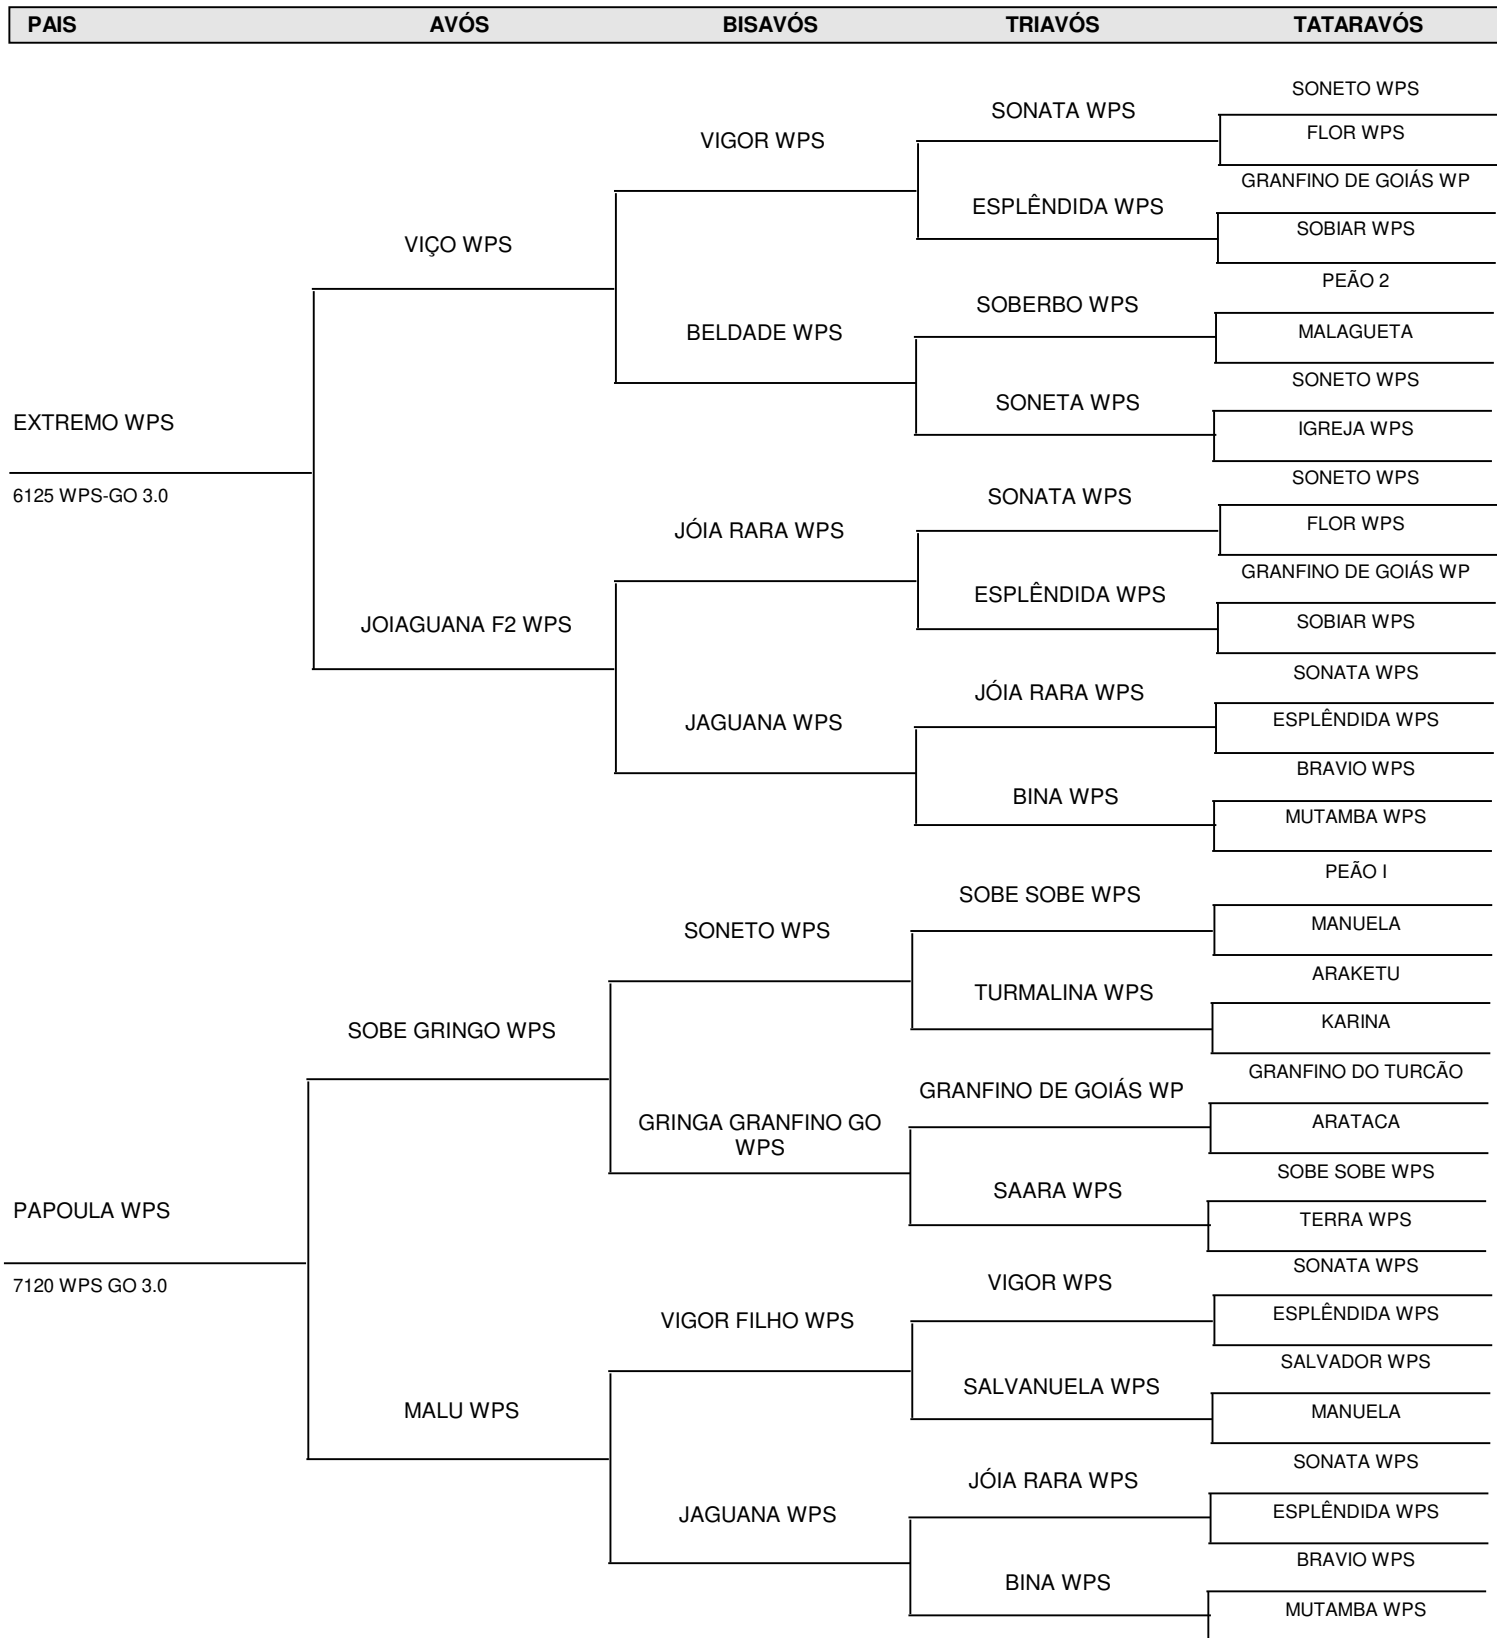 PAIS AVÓS BISAVÓS TRIAVÓS TATARAVÓS
SONETO WPS
SONATA WPS
FLOR WPS
VIGOR WPS
GRANFINO DE GOIÁS WP
ESPLÊNDIDA WPS
SOBIAR WPS
VIÇO WPS
PEÃO 2
SOBERBO WPS
MALAGUETA
BELDADE WPS
SONETO WPS
SONETA WPS
IGREJA WPS
EXTREMO WPS
6125 WPS-GO 3.0
SONETO WPS
SONATA WPS
FLOR WPS
JÓIA RARA WPS
GRANFINO DE GOIÁS WP
ESPLÊNDIDA WPS
SOBIAR WPS
JOIAGUANA F2 WPS
SONATA WPS
JÓIA RARA WPS
ESPLÊNDIDA WPS
JAGUANA WPS
BRAVIO WPS
BINA WPS
MUTAMBA WPS
PEÃO I
SOBE SOBE WPS
MANUELA
SONETO WPS
ARAKETU
TURMALINA WPS
KARINA
SOBE GRINGO WPS
GRANFINO DO TURCÃO
GRANFINO DE GOIÁS WP
ARATACA
GRINGA GRANFINO GO
WPS
SOBE SOBE WPS
SAARA WPS
TERRA WPS
PAPOULA WPS
7120 WPS GO 3.0
SONATA WPS
VIGOR WPS
ESPLÊNDIDA WPS
VIGOR FILHO WPS
SALVADOR WPS
SALVANUELA WPS
MANUELA
MALU WPS
SONATA WPS
JÓIA RARA WPS
ESPLÊNDIDA WPS
JAGUANA WPS
BRAVIO WPS
BINA WPS
MUTAMBA WPS